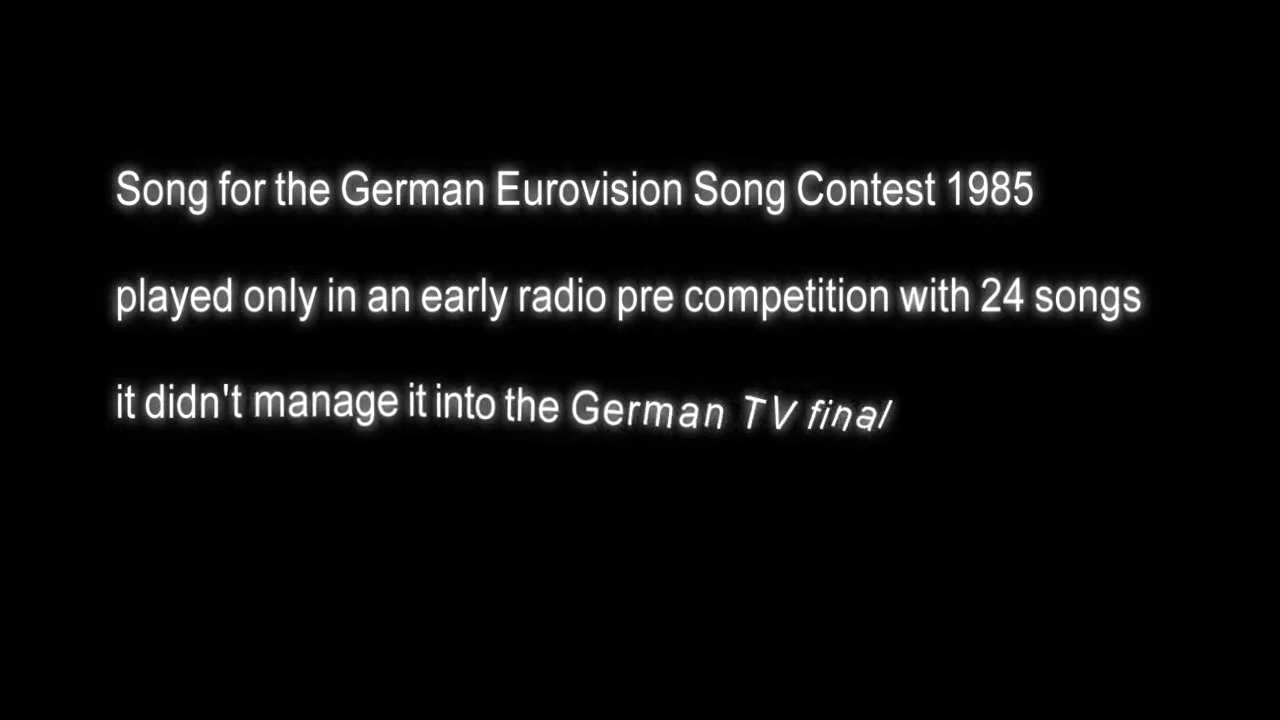 Song for the German Eurovision Song Contest 1985
played only in an early radio pre competition with 24 songs
it didn't manage it into the German TV final